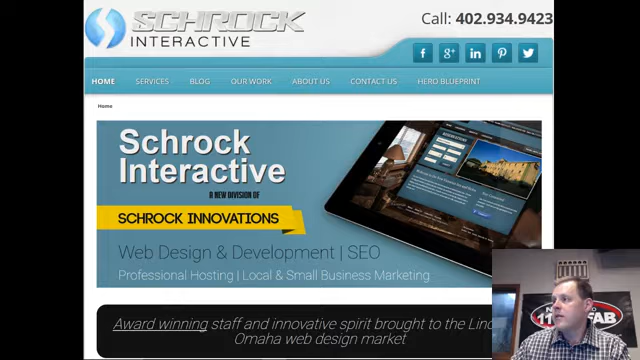 SCHROCK
INTERACTIVE
Call: 402.934.9423
HOME SERVICES BLOG OUR WORK ABOUT US CONTACT US HERO BLUEPRINT
Home
Schrock
Interactive
A NEW DIVISION OF
SCHROCK INNOVATIONS
Web Design & Development | SEO
Professional Hosting | Local & Small Business Marketing
Award winning staff and innovative spirit brought to the
Omaha web design market